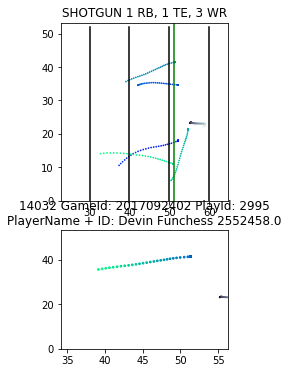 SHOTGUN 1 RB, 1 TE, 3 WR
50
40
30
20
10
0
30 40 50 60
14032 GameId: 2017092402 PlayId: 2995
PlayerName + ID: Devin Funchess 2552458.0
40
20
0
35 40 45 50 55